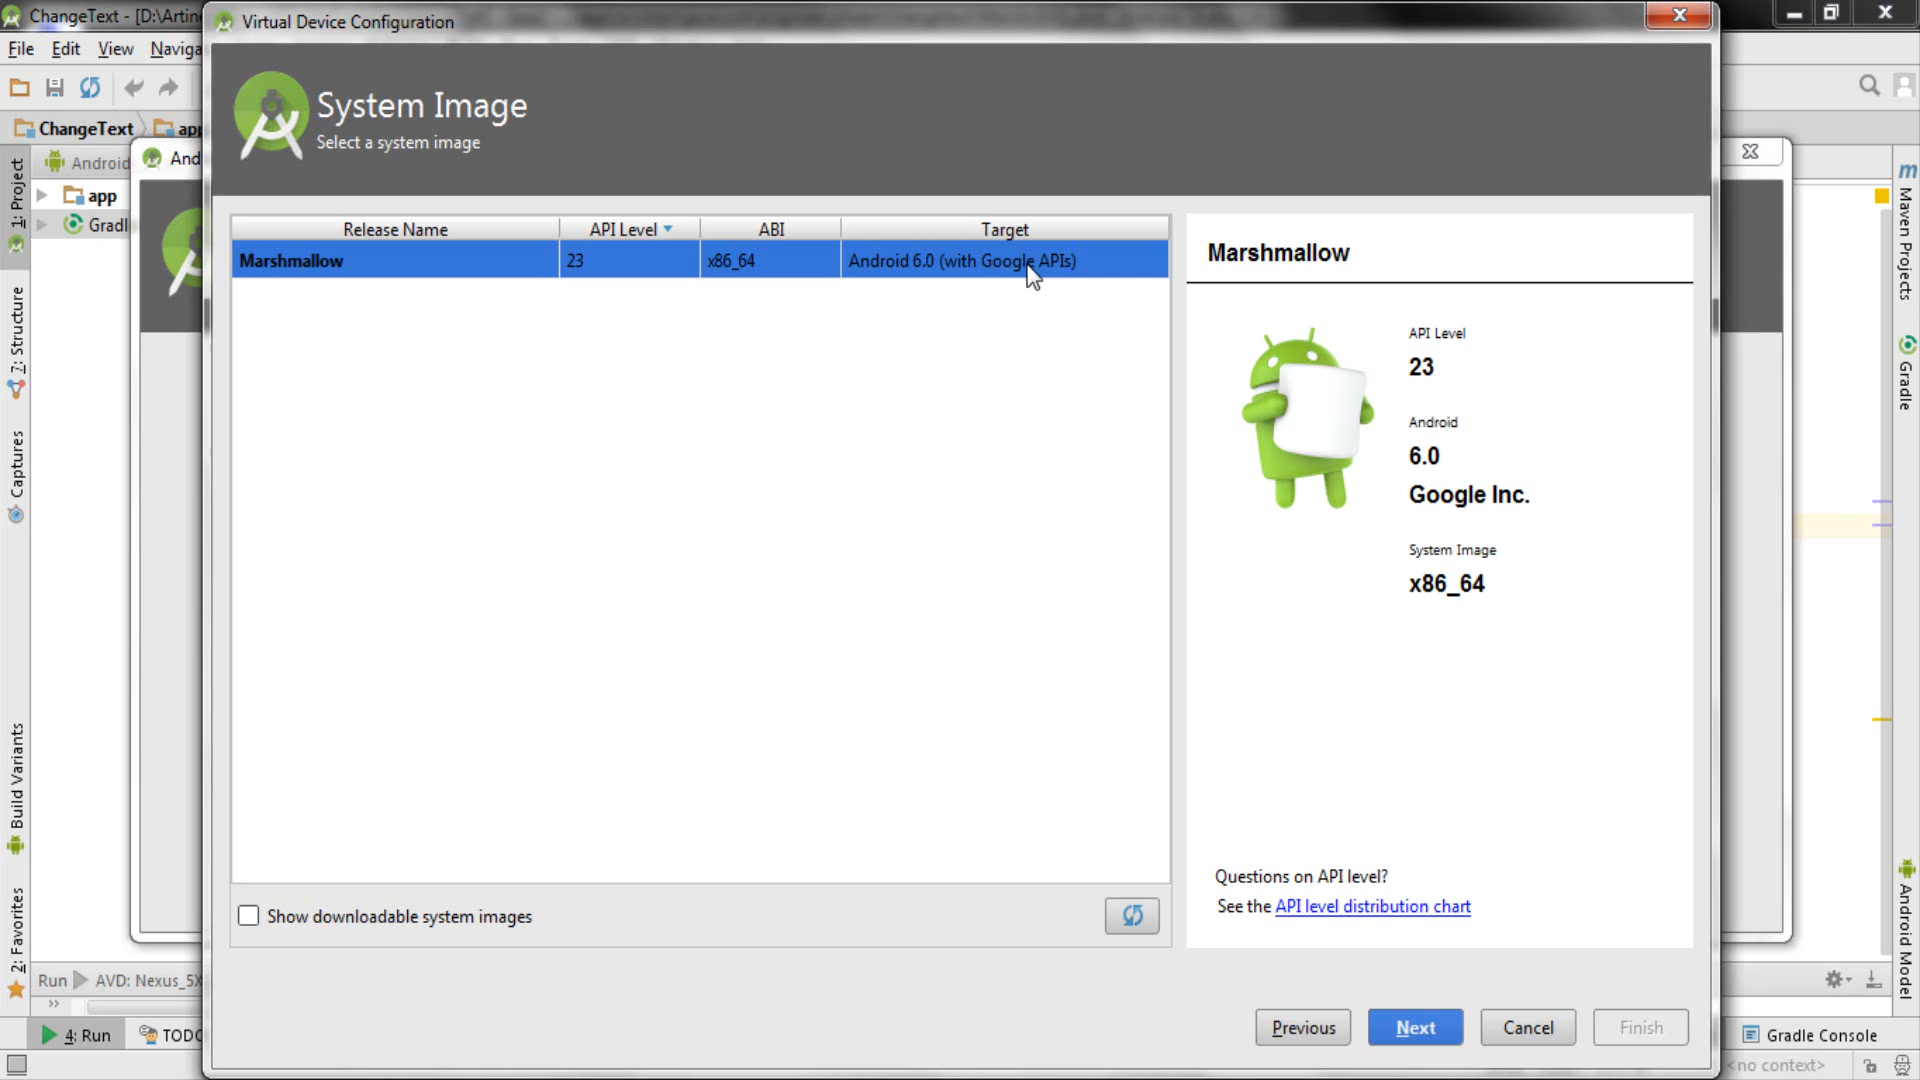 ChangeText - [D:\Artin
Virtual Device Configuration
File Edit View Naviga
System Image
Select a system image
ChangeText
app
Android
And
app
Gradl
1: Project
7: Structure
Captures
Build Variants
2: Favorites
Release Name API Level ABI Target
Marshmallow 23 x86_64 Android 6.0 (with Google APIs)
Marshmallow
API Level
23
Android
6.0
Google Inc.
System Image
x86_64
Questions on API level?
See the API level distribution chart
Show downloadable system images
Maven Projects
Gradle
Android Model
Run AVD: Nexus_5X
Previous Next Cancel Finish
4: Run TODO
Gradle Console
<no context>